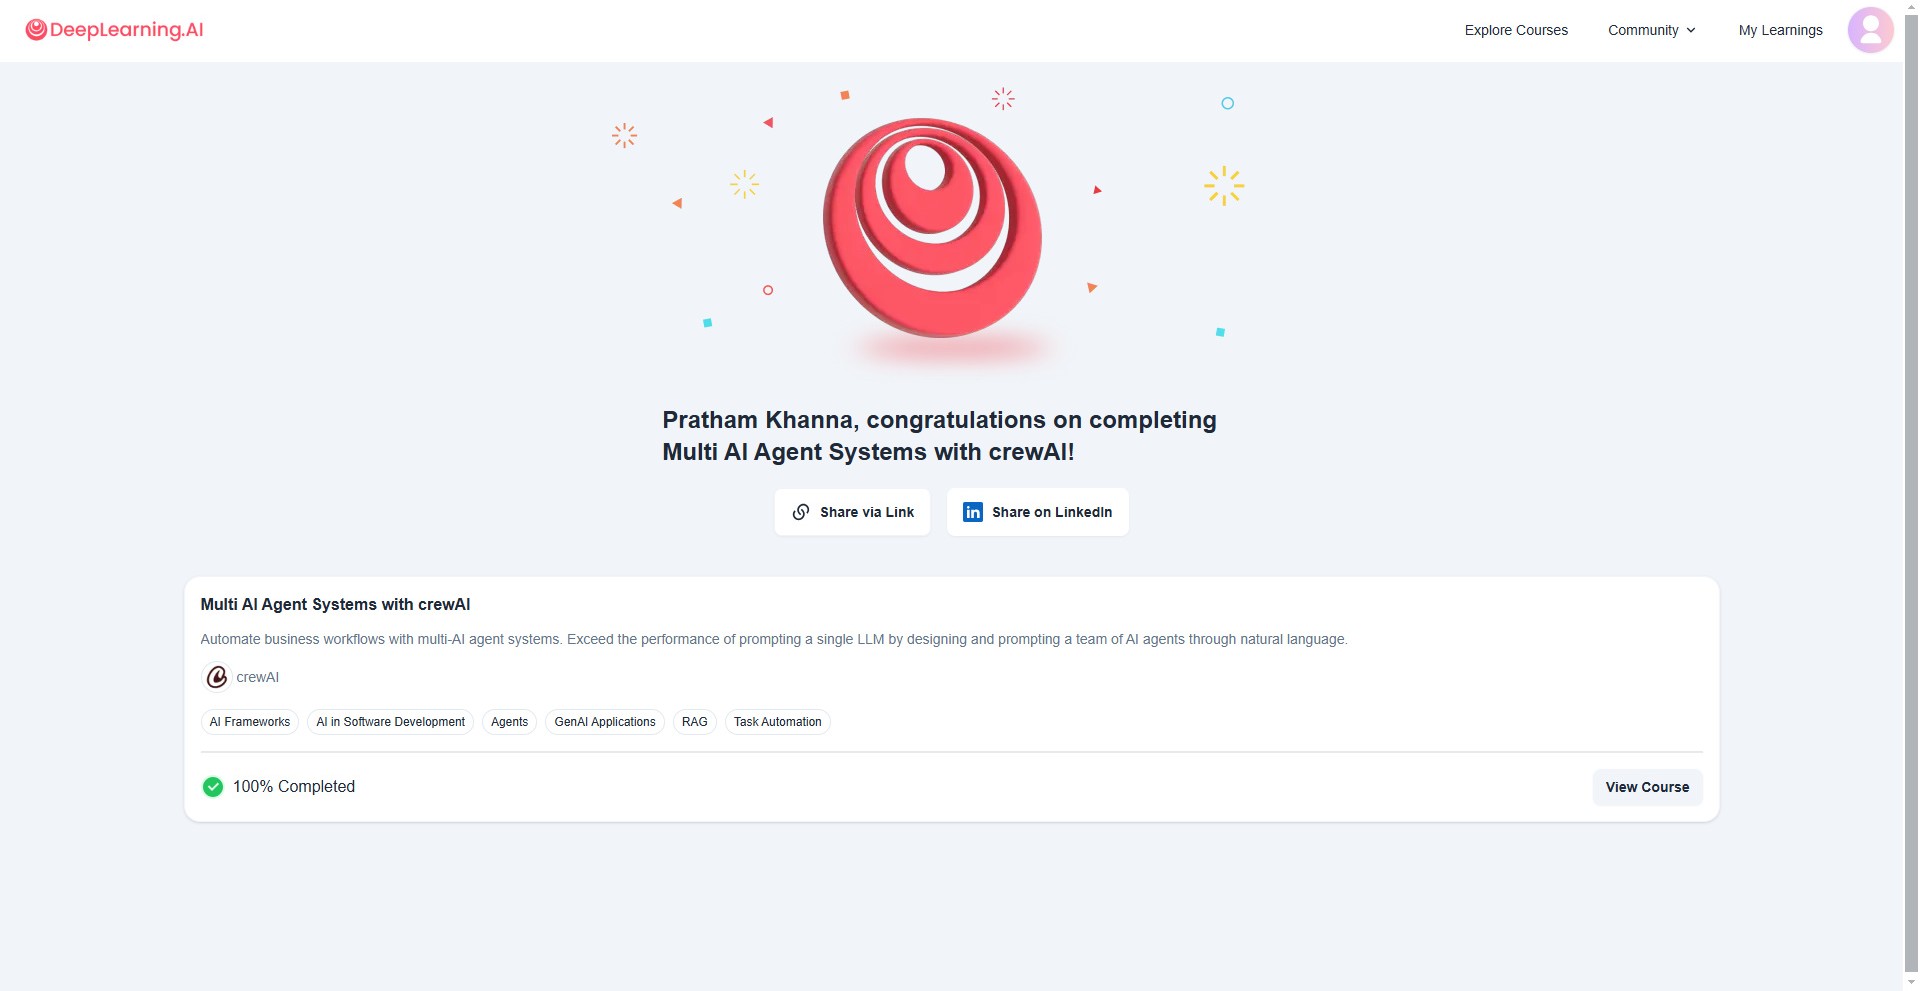 DeepLearning.AI
Explore Courses
Community
My Learnings
Pratham Khanna, congratulations on completing
Multi AI Agent Systems with crewAI!
Share via Link
in Share on LinkedIn
Multi AI Agent Systems with crewAI
Automate business workflows with multi-AI agent systems. Exceed the performance of prompting a single LLM by designing and prompting a team of AI agents through natural language.
crewAI
AI Frameworks
AI in Software Development
Agents
GenAI Applications
RAG
Task Automation
100% Completed
View Course